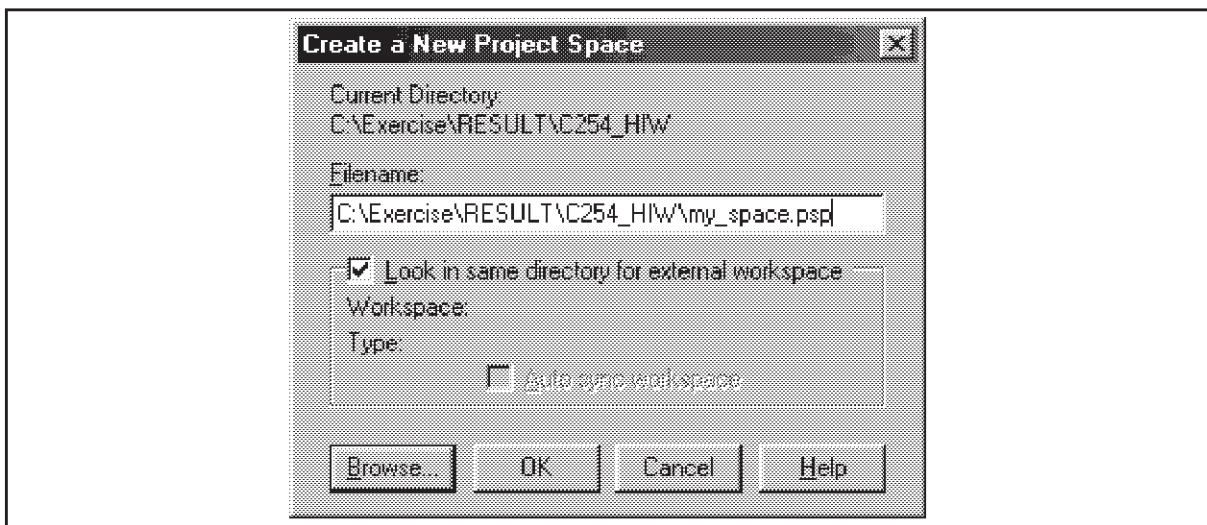 Create a New Project Space
Current Directory:
C:\Exercise\RESULT\C254_HIW
Filename:
C:\Exercise\RESULT\C254_HIW\my_space.psp
Look in same directory for external workspace
Workspace:
Type:
Auto sync workspace
Browse... OK Cancel Help